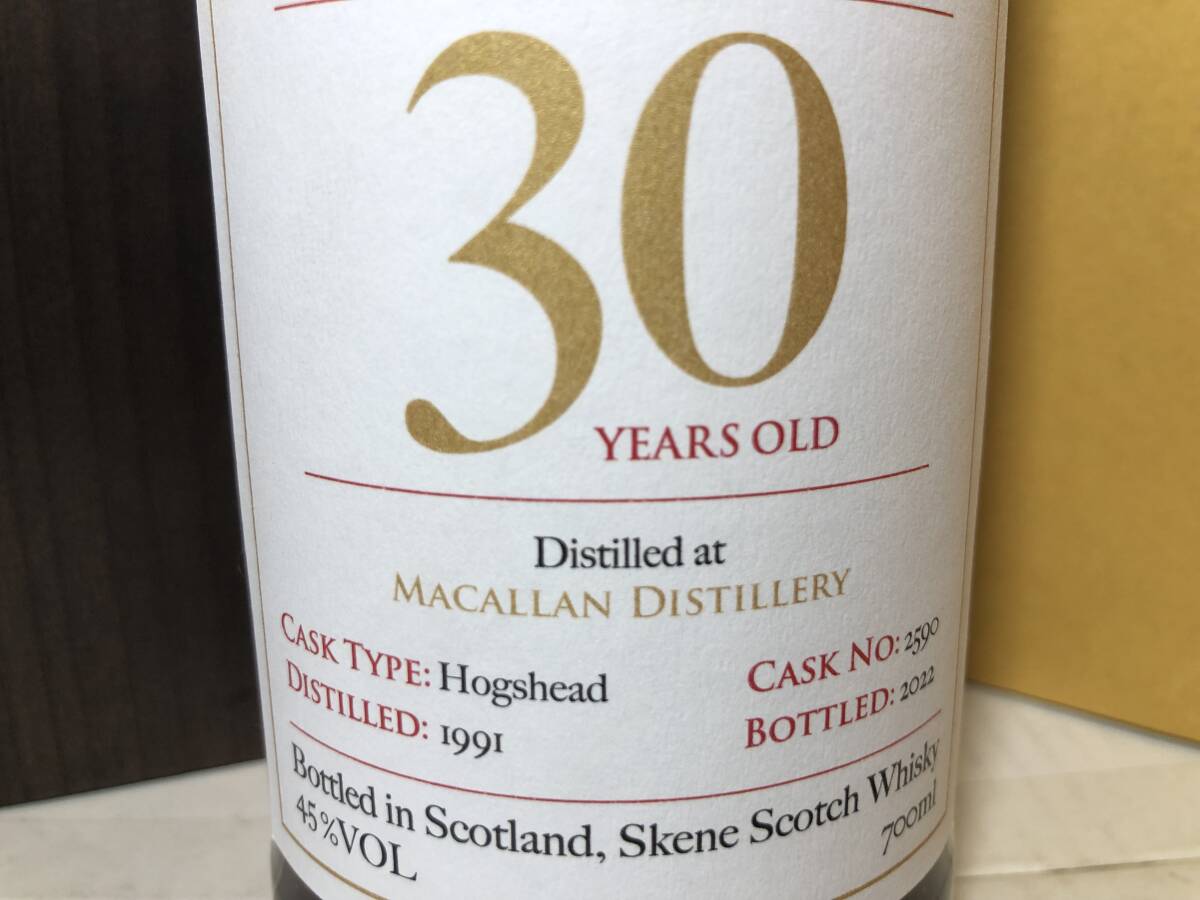 30
YEARS OLD
Distilled at
MACALLAN DISTILLERY
CASK TYPE: Hogshead
CASK NO: 2590
DISTILLED: 1991
BOTTLED: 2022
Bottled in Scotland, Skene Scotch Whisky
45%VOL
700ml